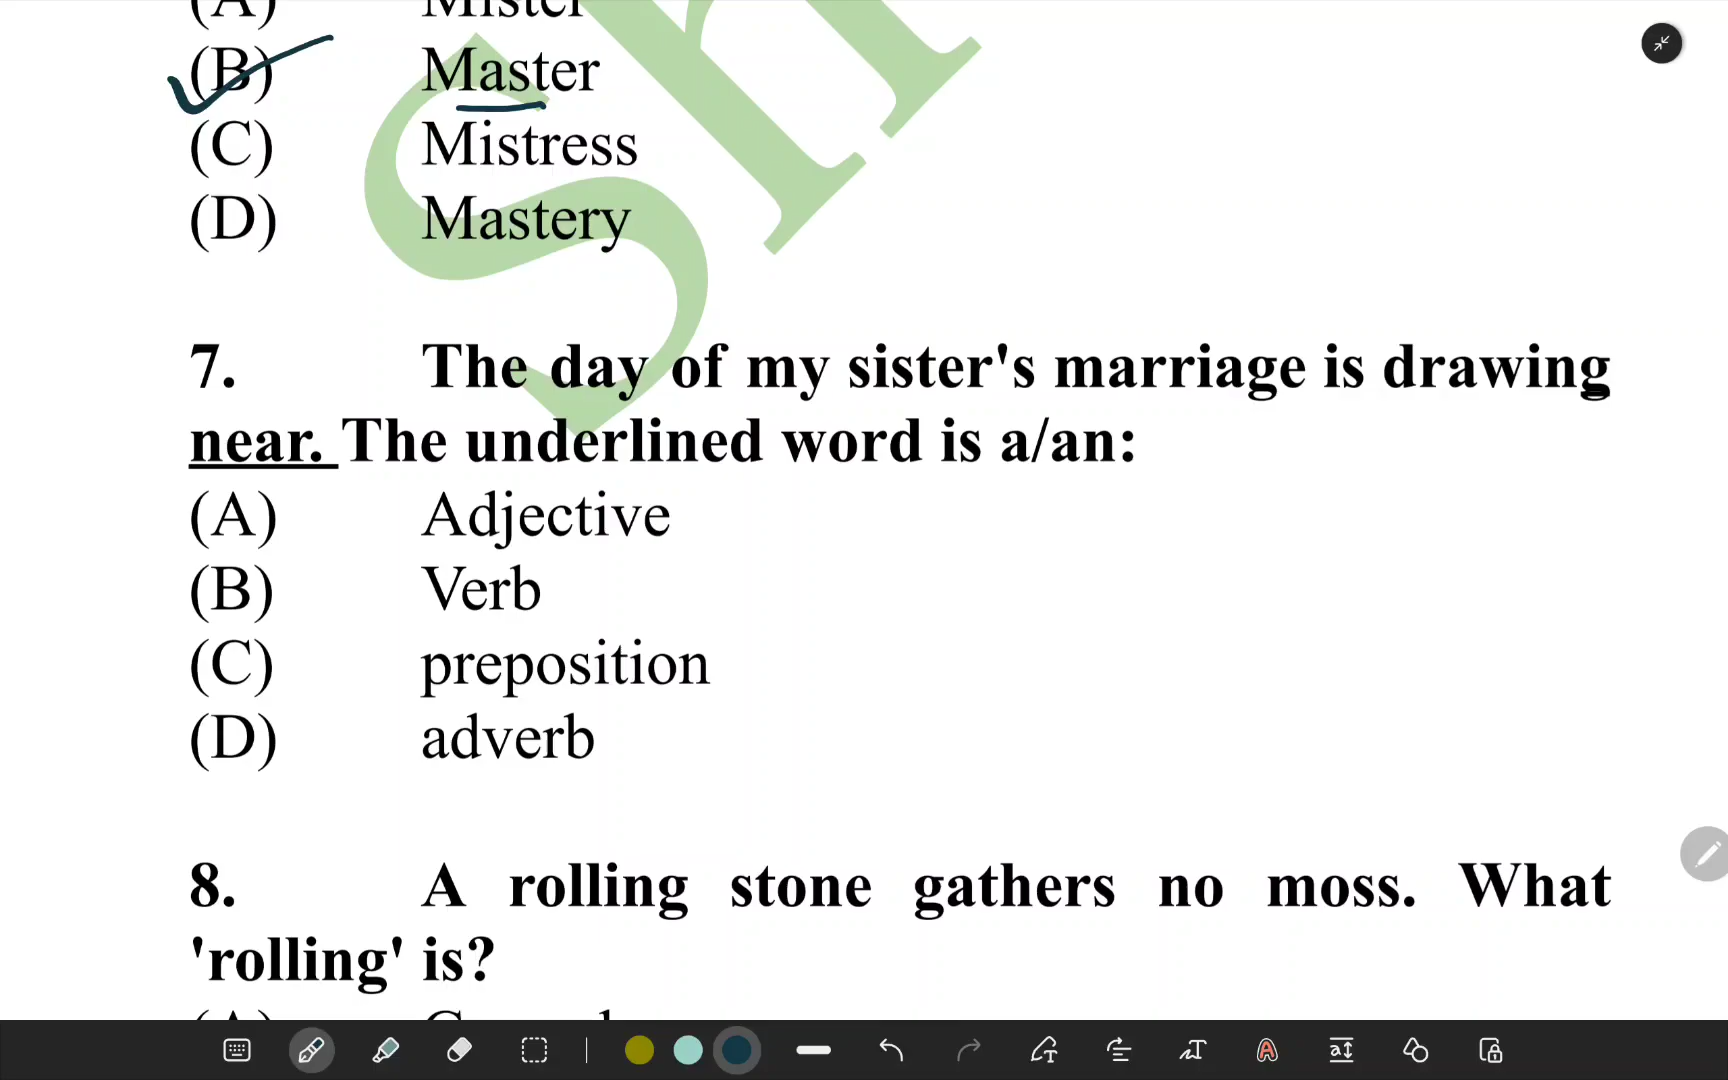 (A) Mister
(B) Master
(C) Mistress
(D) Mastery
7. The day of my sister's marriage is drawing
near. The underlined word is a/an:
(A) Adjective
(B) Verb
(C) preposition
(D) adverb
8. A rolling stone gathers no moss. What
'rolling' is?
(A)